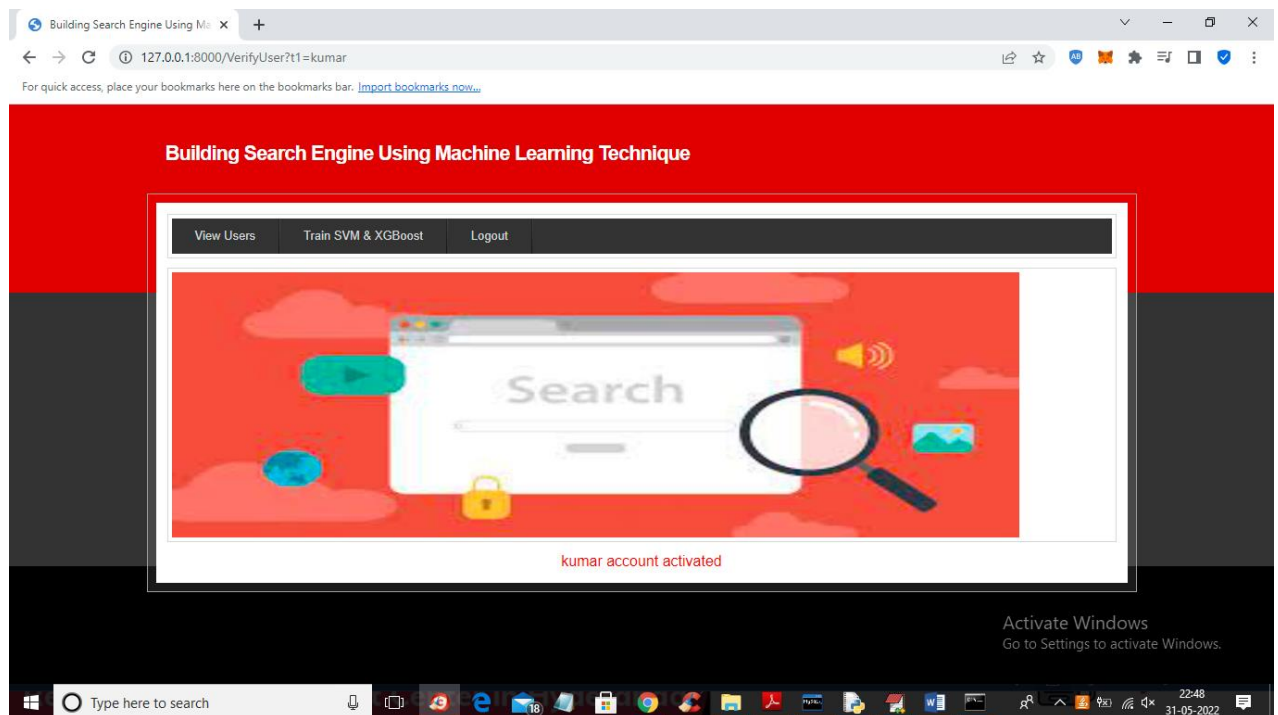 Building Search Engine Using Ma
127.0.0.1:8000/VerifyUser?t1=kumar
For quick access, place your bookmarks here on the bookmarks bar. Import bookmarks now...
Building Search Engine Using Machine Learning Technique
View Users Train SVM & XGBoost Logout
Search
kumar account activated
Activate Windows
Go to Settings to activate Windows.
Type here to search
18
22:48
31-05-2022